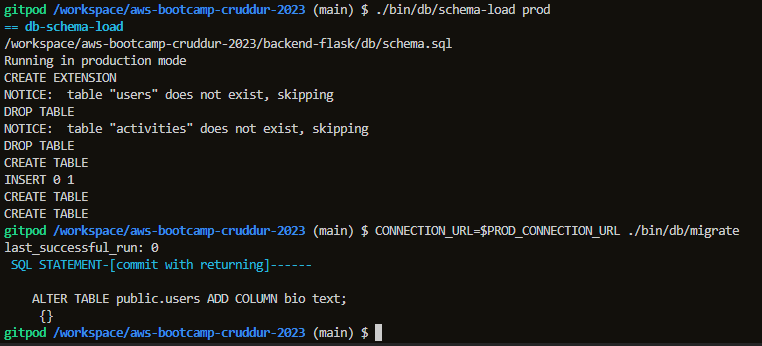 gitpod /workspace/aws-bootcamp-cruddur-2023 (main) $ ./bin/db/schema-load prod
== db-schema-load
/workspace/aws-bootcamp-cruddur-2023/backend-flask/db/schema.sql
Running in production mode
CREATE EXTENSION
NOTICE:  table "users" does not exist, skipping
DROP TABLE
NOTICE:  table "activities" does not exist, skipping
DROP TABLE
CREATE TABLE
INSERT 0 1
CREATE TABLE
CREATE TABLE
gitpod /workspace/aws-bootcamp-cruddur-2023 (main) $ CONNECTION_URL=$PROD_CONNECTION_URL ./bin/db/migrate
last_successful_run: 0
 SQL STATEMENT-[commit with returning]------
    ALTER TABLE public.users ADD COLUMN bio text;
     {}
gitpod /workspace/aws-bootcamp-cruddur-2023 (main) $